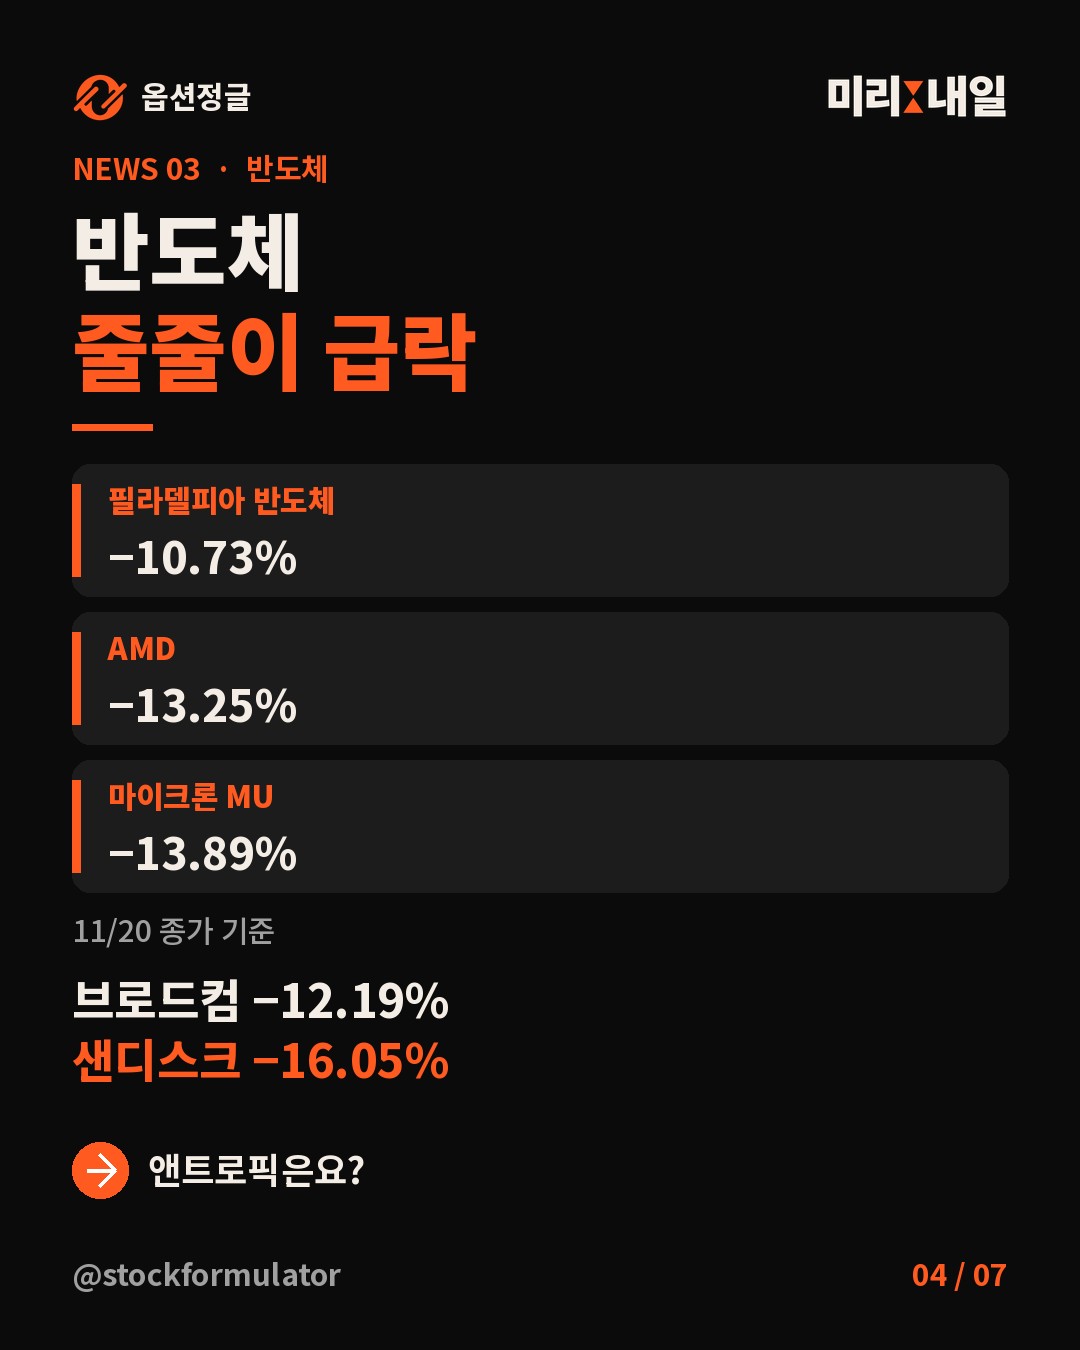 옵션정글
미리 내일
NEWS 03 · 반도체
반도체
줄줄이 급락
필라델피아 반도체
−10.73%
AMD
−13.25%
마이크론 MU
−13.89%
11/20 종가 기준
브로드컴 −12.19%
샌디스크 −16.05%
앤트로픽은요?
@stockformulator
04 / 07